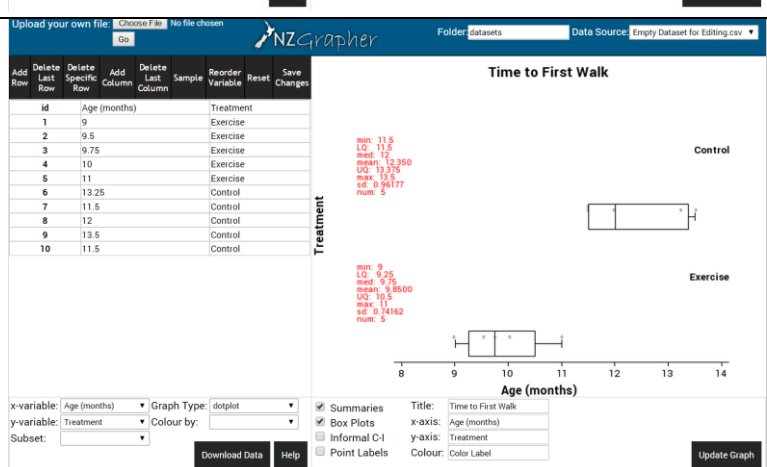 Upload your own file: Choose File No file chosen
Go
NZGrapher
Folder: datasets
Data Source: Empty Dataset for Editing.csv
Add Row
Delete Last Row
Delete Specific Row
Add Column
Delete Last Column
Sample
Reorder Variable
Reset
Save Changes
id Age (months) Treatment
1 9 Exercise
2 9.5 Exercise
3 9.75 Exercise
4 10 Exercise
5 11 Exercise
6 13.25 Control
7 11.5 Control
8 12 Control
9 13.5 Control
10 11.5 Control
Time to First Walk
min: 11.5
LQ: 11.5
med: 12
mean: 12.350
UQ: 13.375
max: 13.5
sd: 0.96177
num: 5
Control
Treatment
min: 9
LQ: 9.25
med: 9.75
mean: 9.8500
UQ: 10.5
max: 11
sd: 0.74162
num: 5
Exercise
8 9 10 11 12 13 14
Age (months)
x-variable: Age (months) Graph Type: dotplot
y-variable: Treatment Colour by:
Subset:
Download Data
Help
Summaries
Box Plots
Informal C-I
Point Labels
Title: Time to First Walk
x-axis: Age (months)
y-axis: Treatment
Colour: Color Label
Update Graph